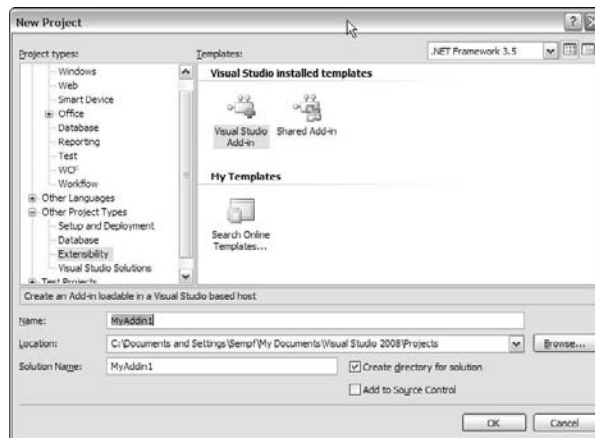 New Project
Project types:
Templates:
.NET Framework 3.5
Windows
Web
Smart Device
Office
Database
Reporting
Test
WCF
Workflow
Other Languages
Other Project Types
Setup and Deployment
Database
Extensibility
Visual Studio Solutions
Test Projects
Visual Studio installed templates
Visual Studio Add-in
Shared Add-in
My Templates
Search Online Templates...
Create an Add-in loadable in a Visual Studio based host
Name:
MyAddin1
Location:
C:\Documents and Settings\Sempf\My Documents\Visual Studio 2008\Projects
Browse...
Solution Name:
MyAddin1
Create directory for solution
Add to Source Control
OK
Cancel